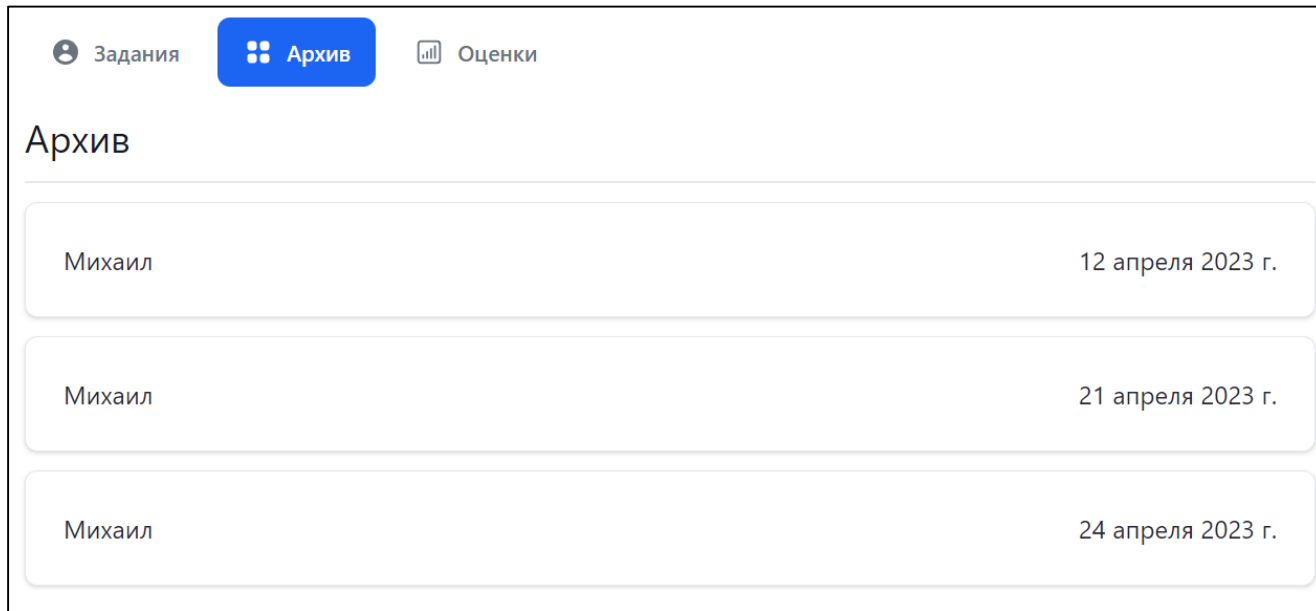 Задания Архив Оценки
Архив
Михаил 12 апреля 2023 г.
Михаил 21 апреля 2023 г.
Михаил 24 апреля 2023 г.